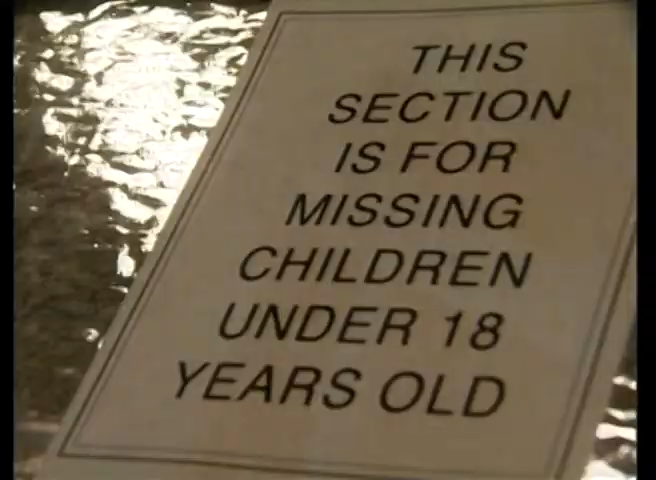 THIS
SECTION
IS FOR
MISSING
CHILDREN
UNDER 18
YEARS OLD